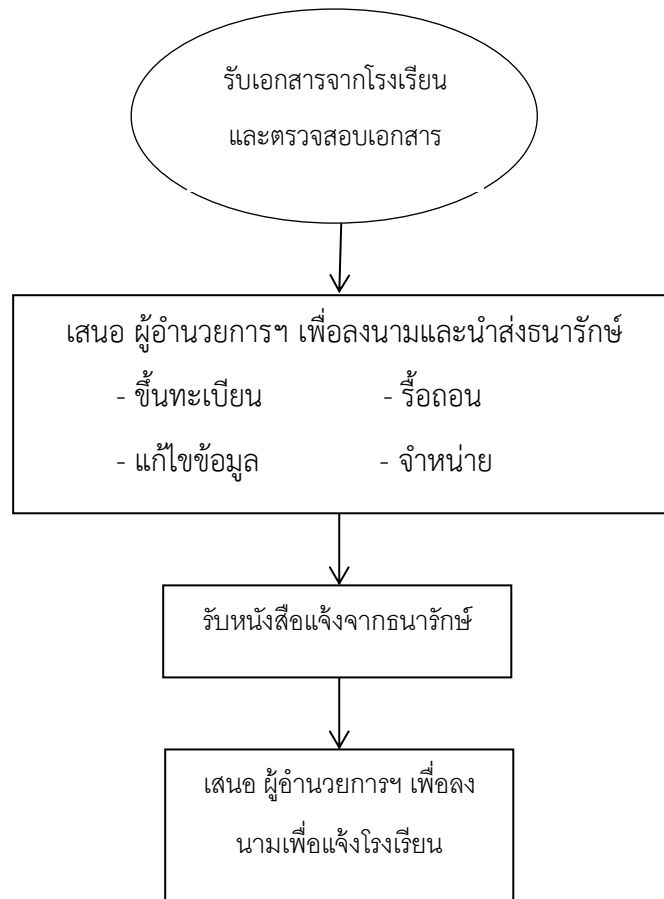 รับเอกสารจากโรงเรียน
และตรวจสอบเอกสาร
เสนอ ผู้อำนวยการฯ เพื่อลงนามและนำส่งธนารักษ์
- ขึ้นทะเบียน - รื้อถอน
- แก้ไขข้อมูล - จำหน่าย
รับหนังสือแจ้งจากธนารักษ์
เสนอ ผู้อำนวยการฯ เพื่อลง
นามเพื่อแจ้งโรงเรียน